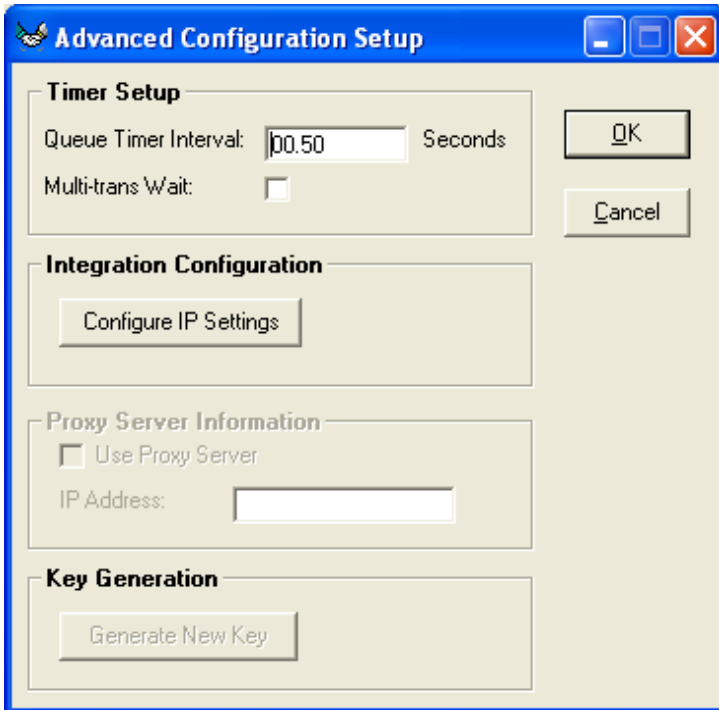 Advanced Configuration Setup
Timer Setup
Queue Timer Interval: 00.50 Seconds
OK
Multi-trans Wait:
Cancel
Integration Configuration
Configure IP Settings
Proxy Server Information
Use Proxy Server
IP Address:
Key Generation
Generate New Key